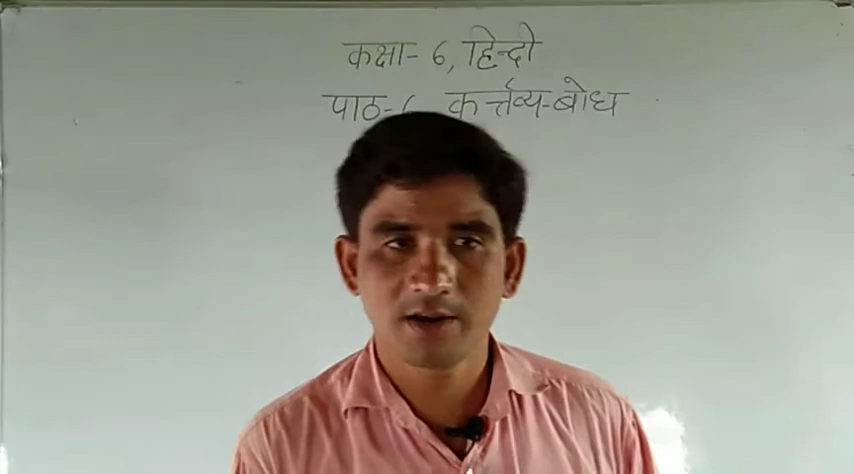 कक्षा- 6, हिन्दी
पाठ- कर्त्तव्य-बोध